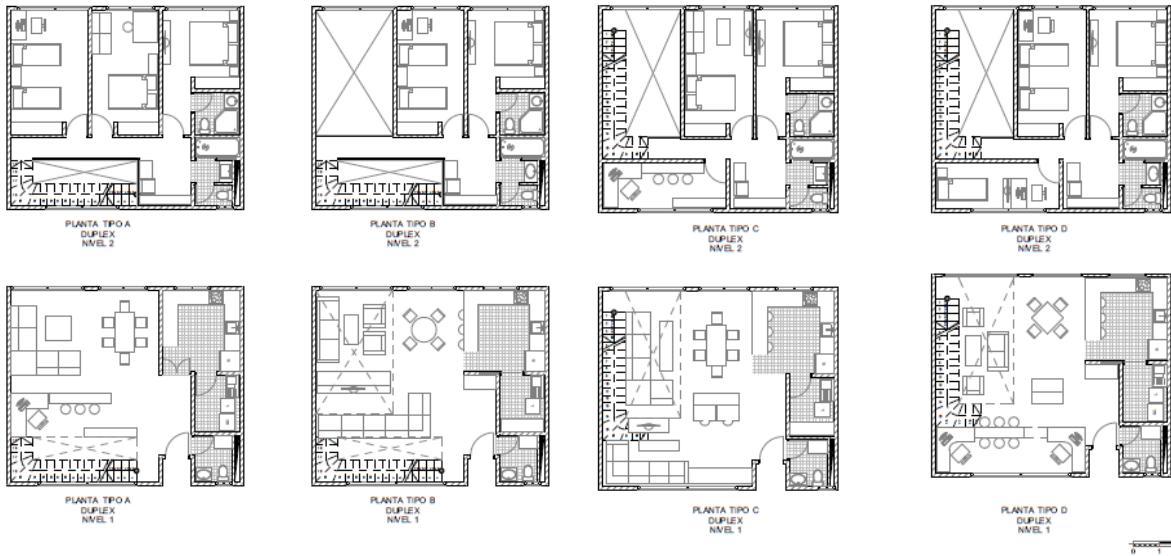 PLANTA TIPO A
DUPLEX
NIVEL 2
PLANTA TIPO B
DUPLEX
NIVEL 2
PLANTA TIPO C
DUPLEX
NIVEL 2
PLANTA TIPO D
DUPLEX
NIVEL 2
PLANTA TIPO A
DUPLEX
NIVEL 1
PLANTA TIPO B
DUPLEX
NIVEL 1
PLANTA TIPO C
DUPLEX
NIVEL 1
PLANTA TIPO D
DUPLEX
NIVEL 1
0 1